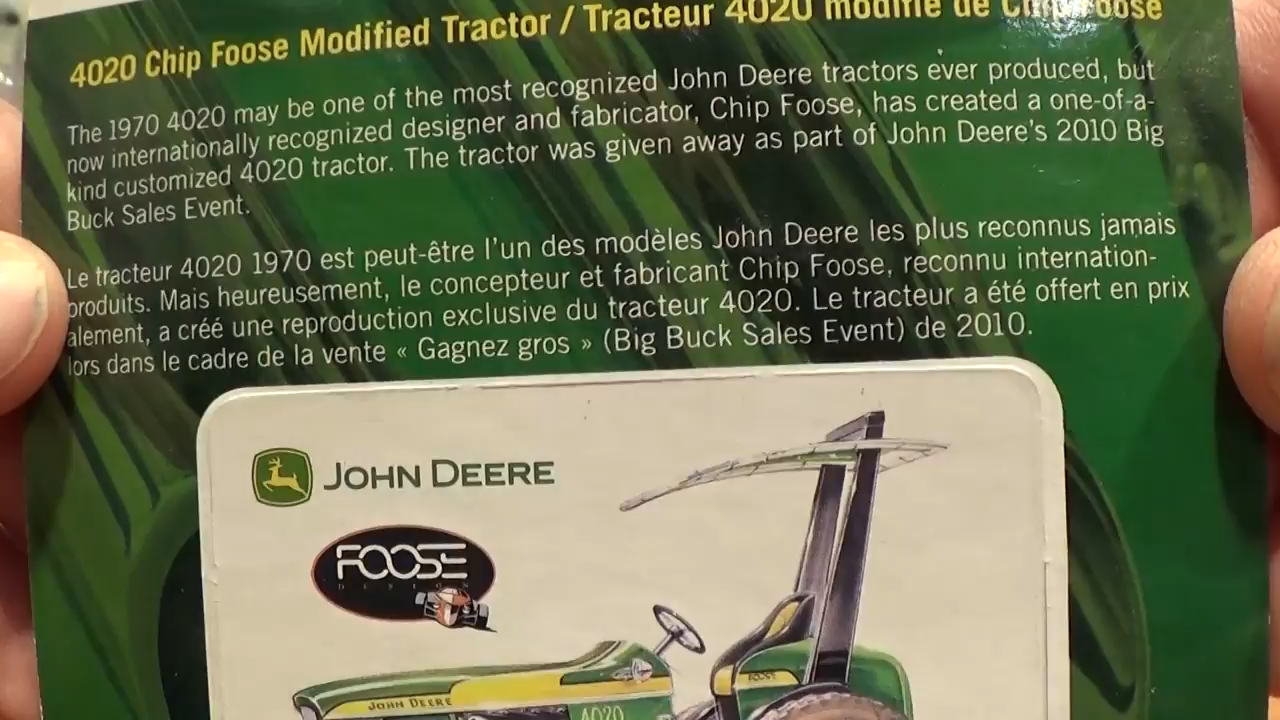 4020 Chip Foose Modified Tractor / Tracteur 4020 modifié de Chip Foose
The 1970 4020 may be one of the most recognized John Deere tractors ever produced, but
now internationally recognized designer and fabricator, Chip Foose, has created a one-of-a-
kind customized 4020 tractor. The tractor was given away as part of John Deere's 2010 Big
Buck Sales Event.
Le tracteur 4020 1970 est peut-être l'un des modèles John Deere les plus reconnus jamais
produits. Mais heureusement, le concepteur et fabricant Chip Foose, reconnu internation-
alement, a créé une reproduction exclusive du tracteur 4020. Le tracteur a été offert en prix
lors dans le cadre de la vente « Gagnez gros » (Big Buck Sales Event) de 2010.
JOHN DEERE
FOOSE
DESIGN
FOOSE
JOHN DEERE
4020